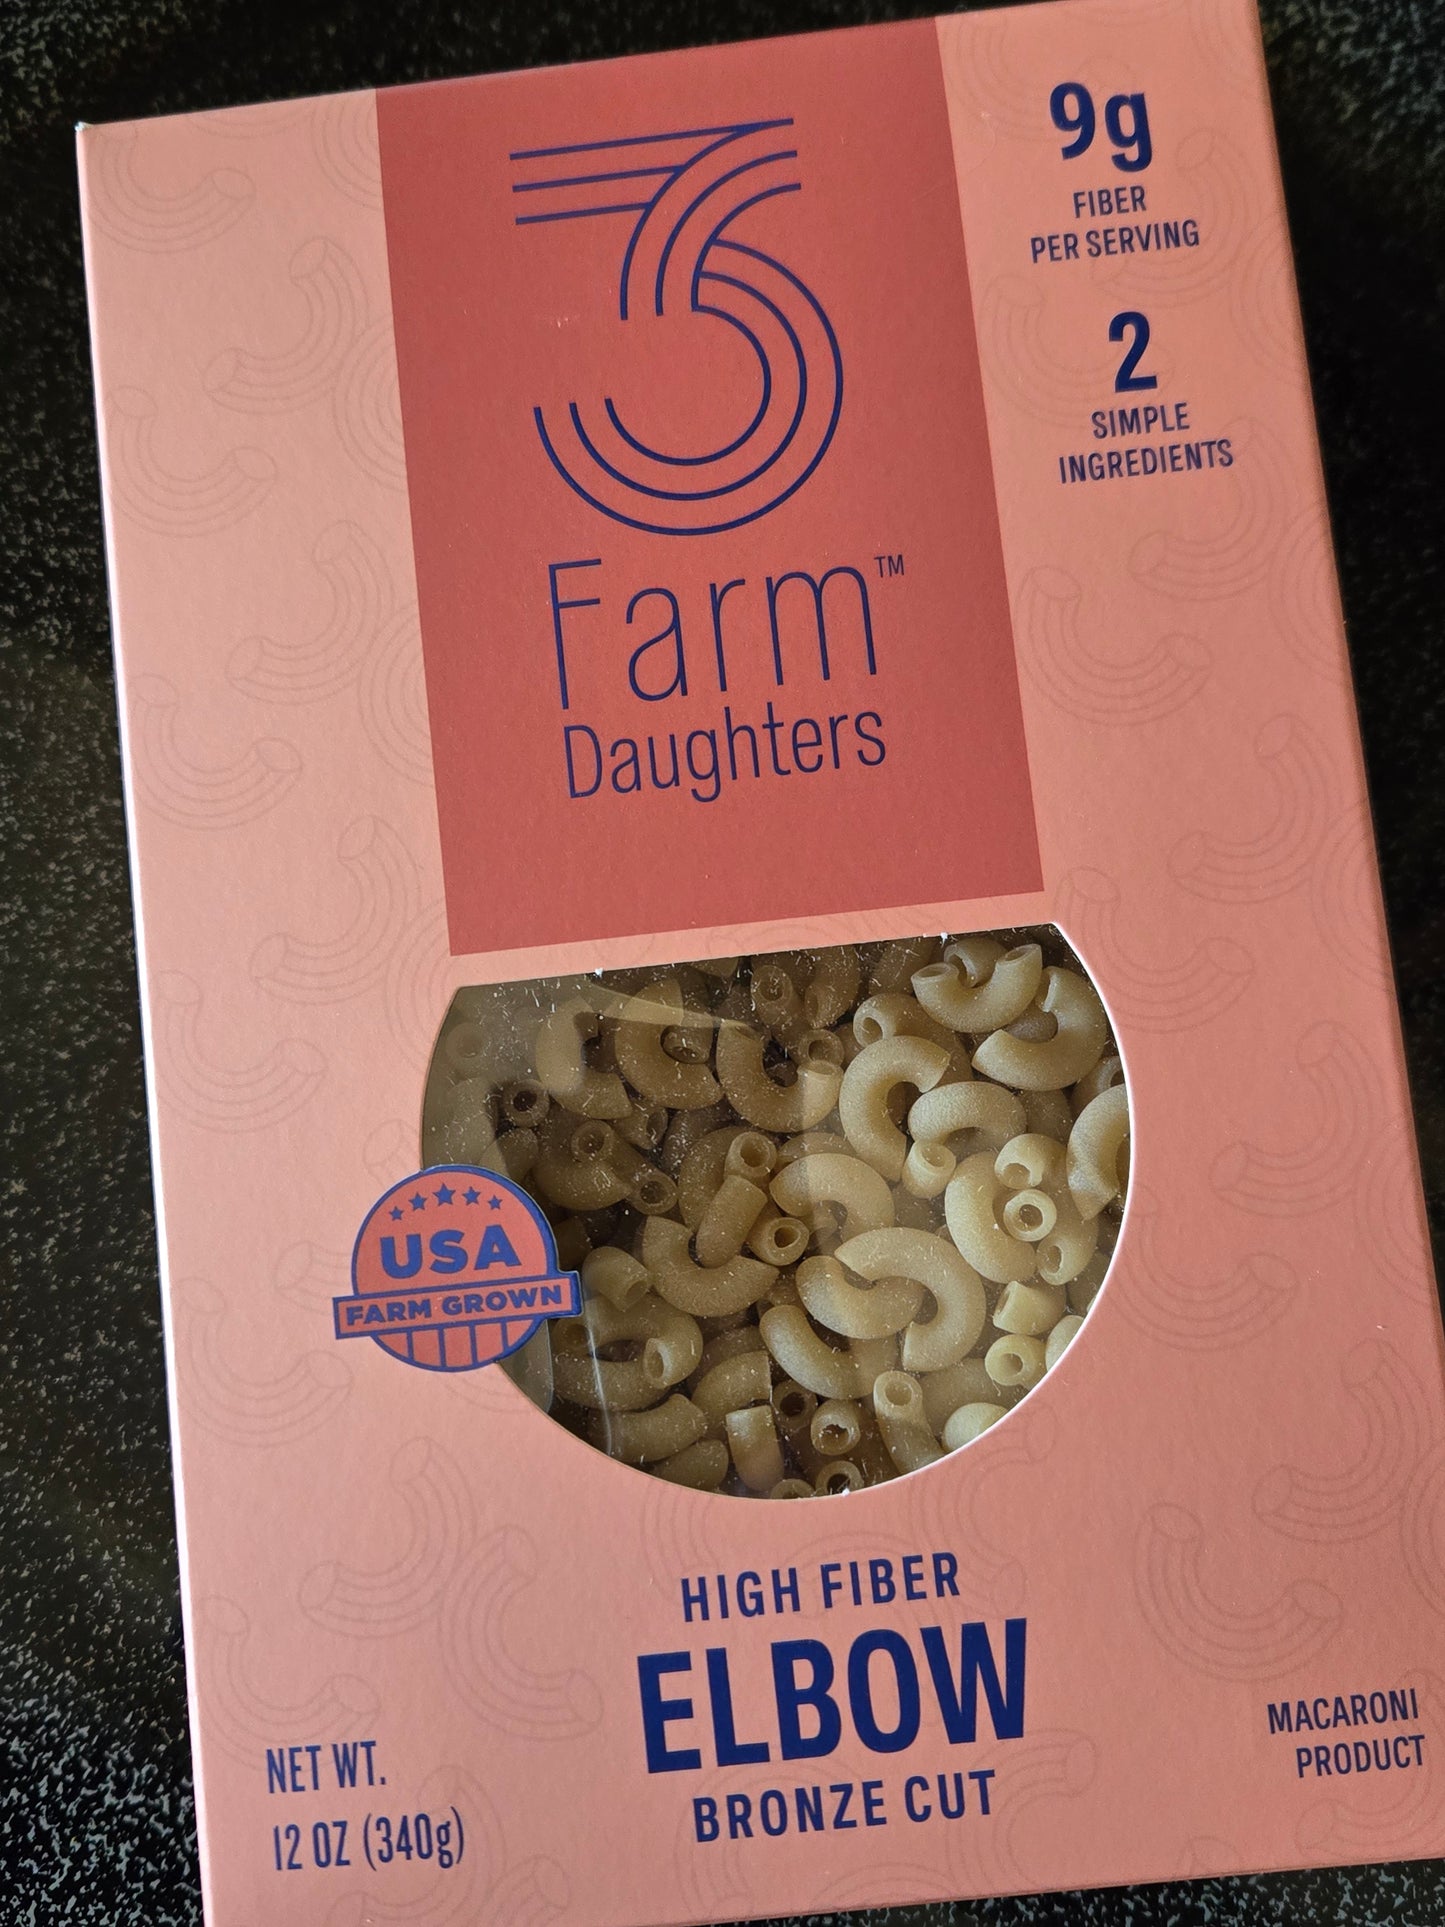 9g
FIBER
PER SERVING
2
SIMPLE
INGREDIENTS
3
Farm™
Daughters
USA
FARM GROWN
HIGH FIBER
ELBOW
BRONZE CUT
NET WT.
12 OZ (340g)
MACARONI
PRODUCT